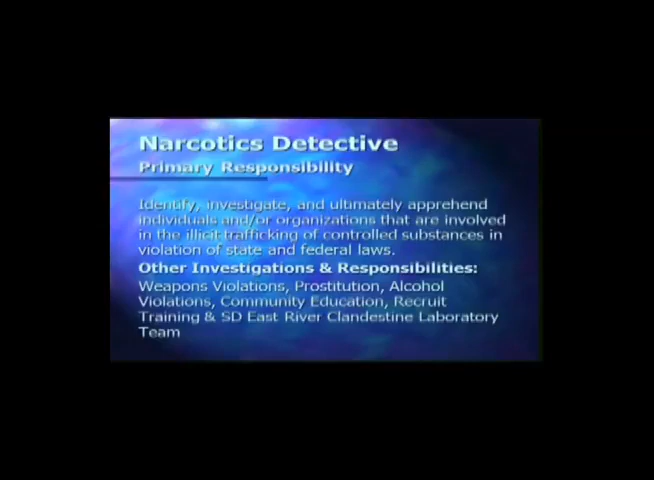 Narcotics Detective
Primary Responsibility
Identify, investigate, and ultimately apprehend
individuals and/or organizations that are involved
in the illicit trafficking of controlled substances in
violation of state and federal laws.
Other Investigations & Responsibilities:
Weapons Violations, Prostitution, Alcohol
Violations, Community Education, Recruit
Training & SD East River Clandestine Laboratory
Team